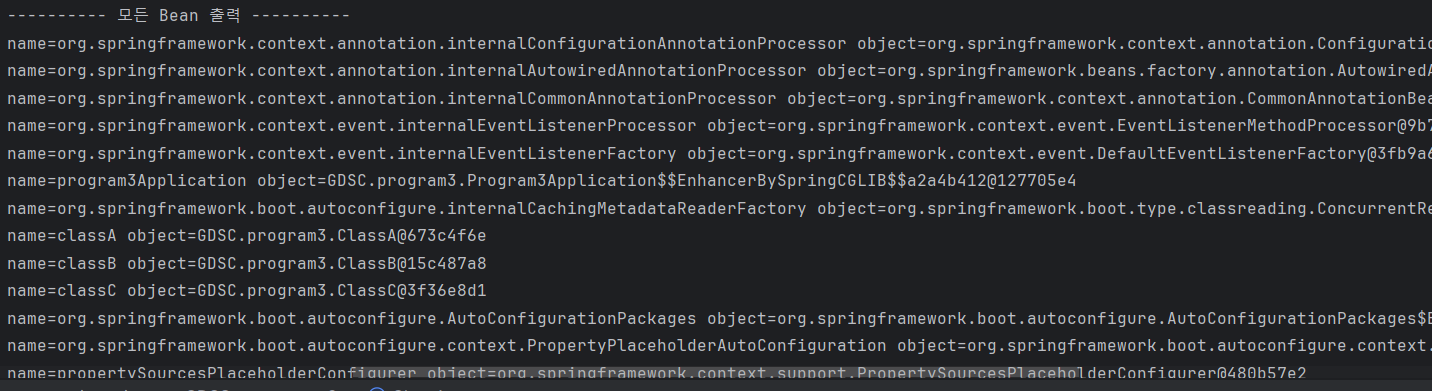 ---------- 모든 Bean 출력 ----------
name=org.springframework.context.annotation.internalConfigurationAnnotationProcessor object=org.springframework.context.annotation.Configuratio
name=org.springframework.context.annotation.internalAutowiredAnnotationProcessor object=org.springframework.beans.factory.annotation.AutowiredA
name=org.springframework.context.annotation.internalCommonAnnotationProcessor object=org.springframework.context.annotation.CommonAnnotationBea
name=org.springframework.context.event.internalEventListenerProcessor object=org.springframework.context.event.EventListenerMethodProcessor@9b7
name=org.springframework.context.event.internalEventListenerFactory object=org.springframework.context.event.DefaultEventListenerFactory@3fb9a6
name=program3Application object=GDSC.program3.Program3Application$$EnhancerBySpringCGLIB$$a2a4b412@127705e4
name=org.springframework.boot.autoconfigure.internalCachingMetadataReaderFactory object=org.springframework.boot.type.classreading.ConcurrentRe
name=classA object=GDSC.program3.ClassA@673c4f6e
name=classB object=GDSC.program3.ClassB@15c487a8
name=classC object=GDSC.program3.ClassC@3f36e8d1
name=org.springframework.boot.autoconfigure.AutoConfigurationPackages object=org.springframework.boot.autoconfigure.AutoConfigurationPackages$B
name=org.springframework.boot.autoconfigure.context.PropertyPlaceholderAutoConfiguration object=org.springframework.boot.autoconfigure.context.
name=propertySourcesPlaceholderConfigurer object=org.springframework.context.support.PropertySourcesPlaceholderConfigurer@480b57e2